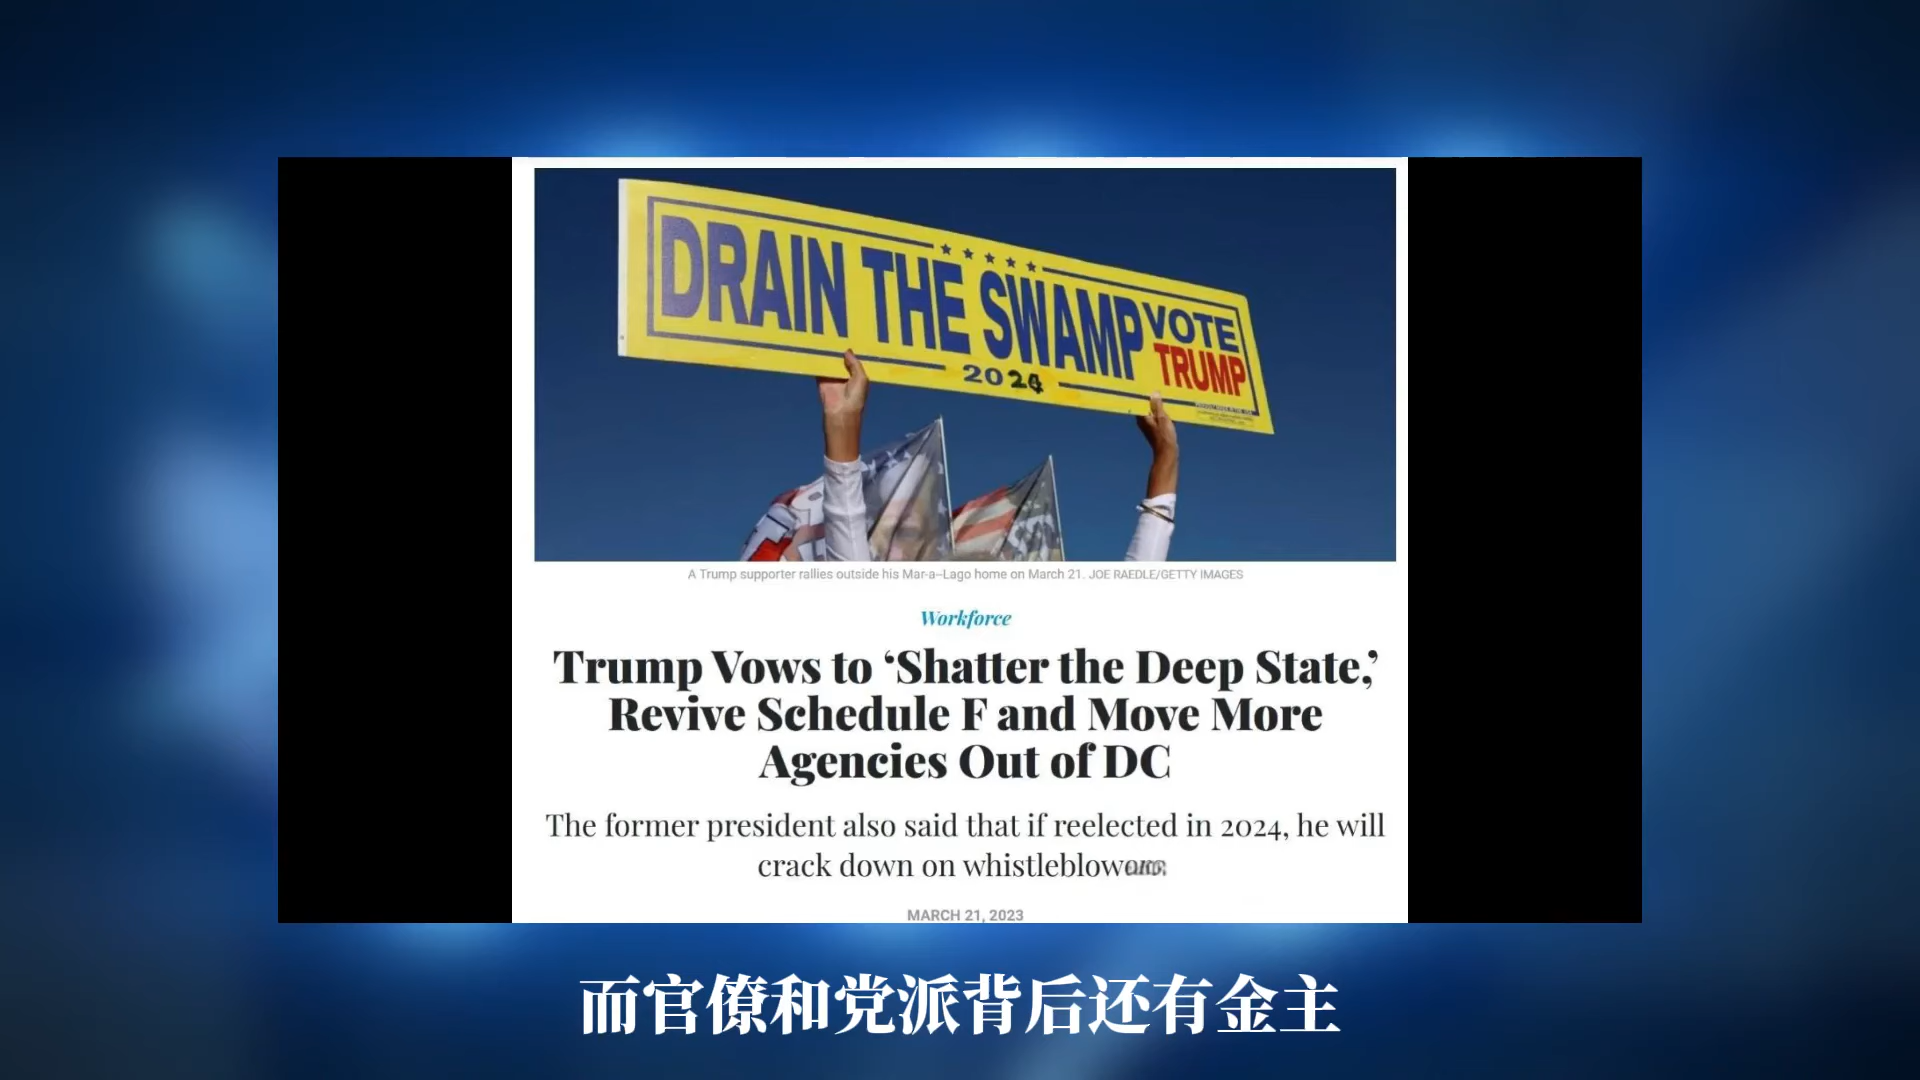 DRAIN THE SWAMP
VOTE
TRUMP
2024
A Trump supporter rallies outside his Mar-a-Lago home on March 21. JOE RAEDLE/GETTY IMAGES
Workforce
Trump Vows to ‘Shatter the Deep State,’
Revive Schedule F and Move More
Agencies Out of DC
The former president also said that if reelected in 2024, he will
crack down on
MARCH 21, 2023
而官僚和党派背后还有金主